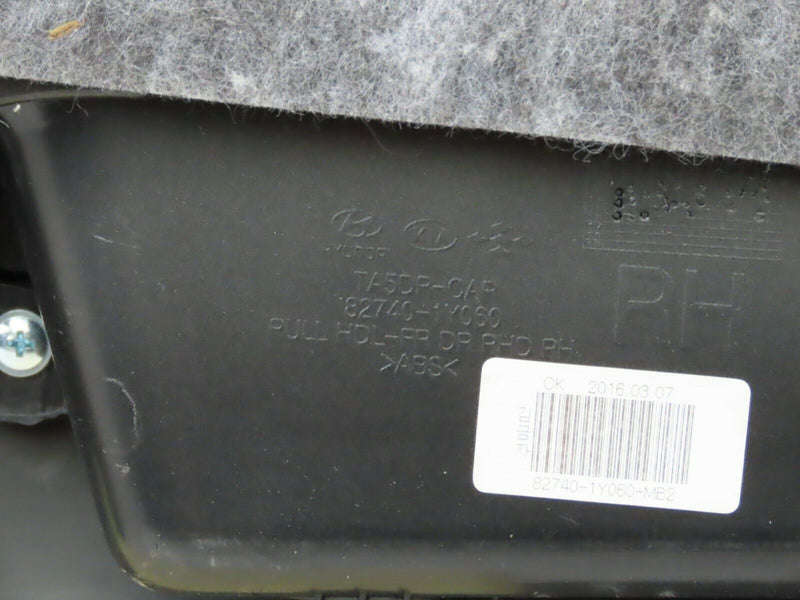 HYUNDAI
TA5DR-CAR
82740-1Y060
PULL HDL-FR DR RHD RH
>ABS<
RH
OK 2016.03.07
82740-1Y060-MB2